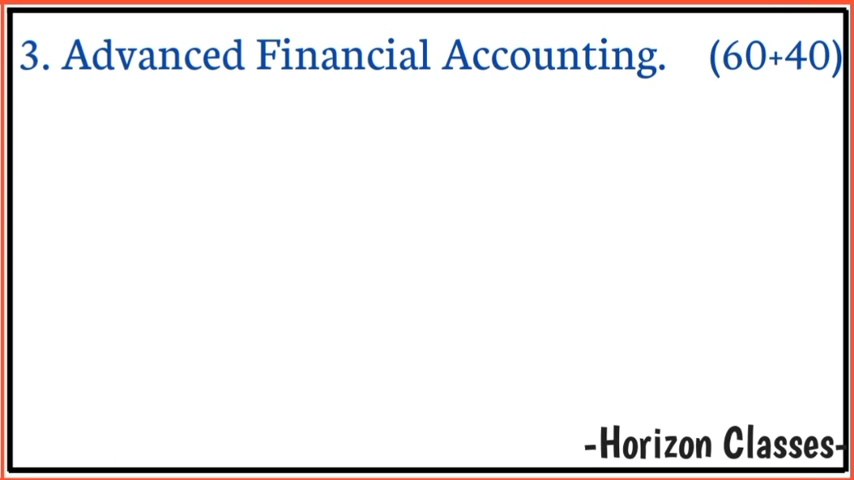 3. Advanced Financial Accounting. (60+40)
-Horizon Classes-